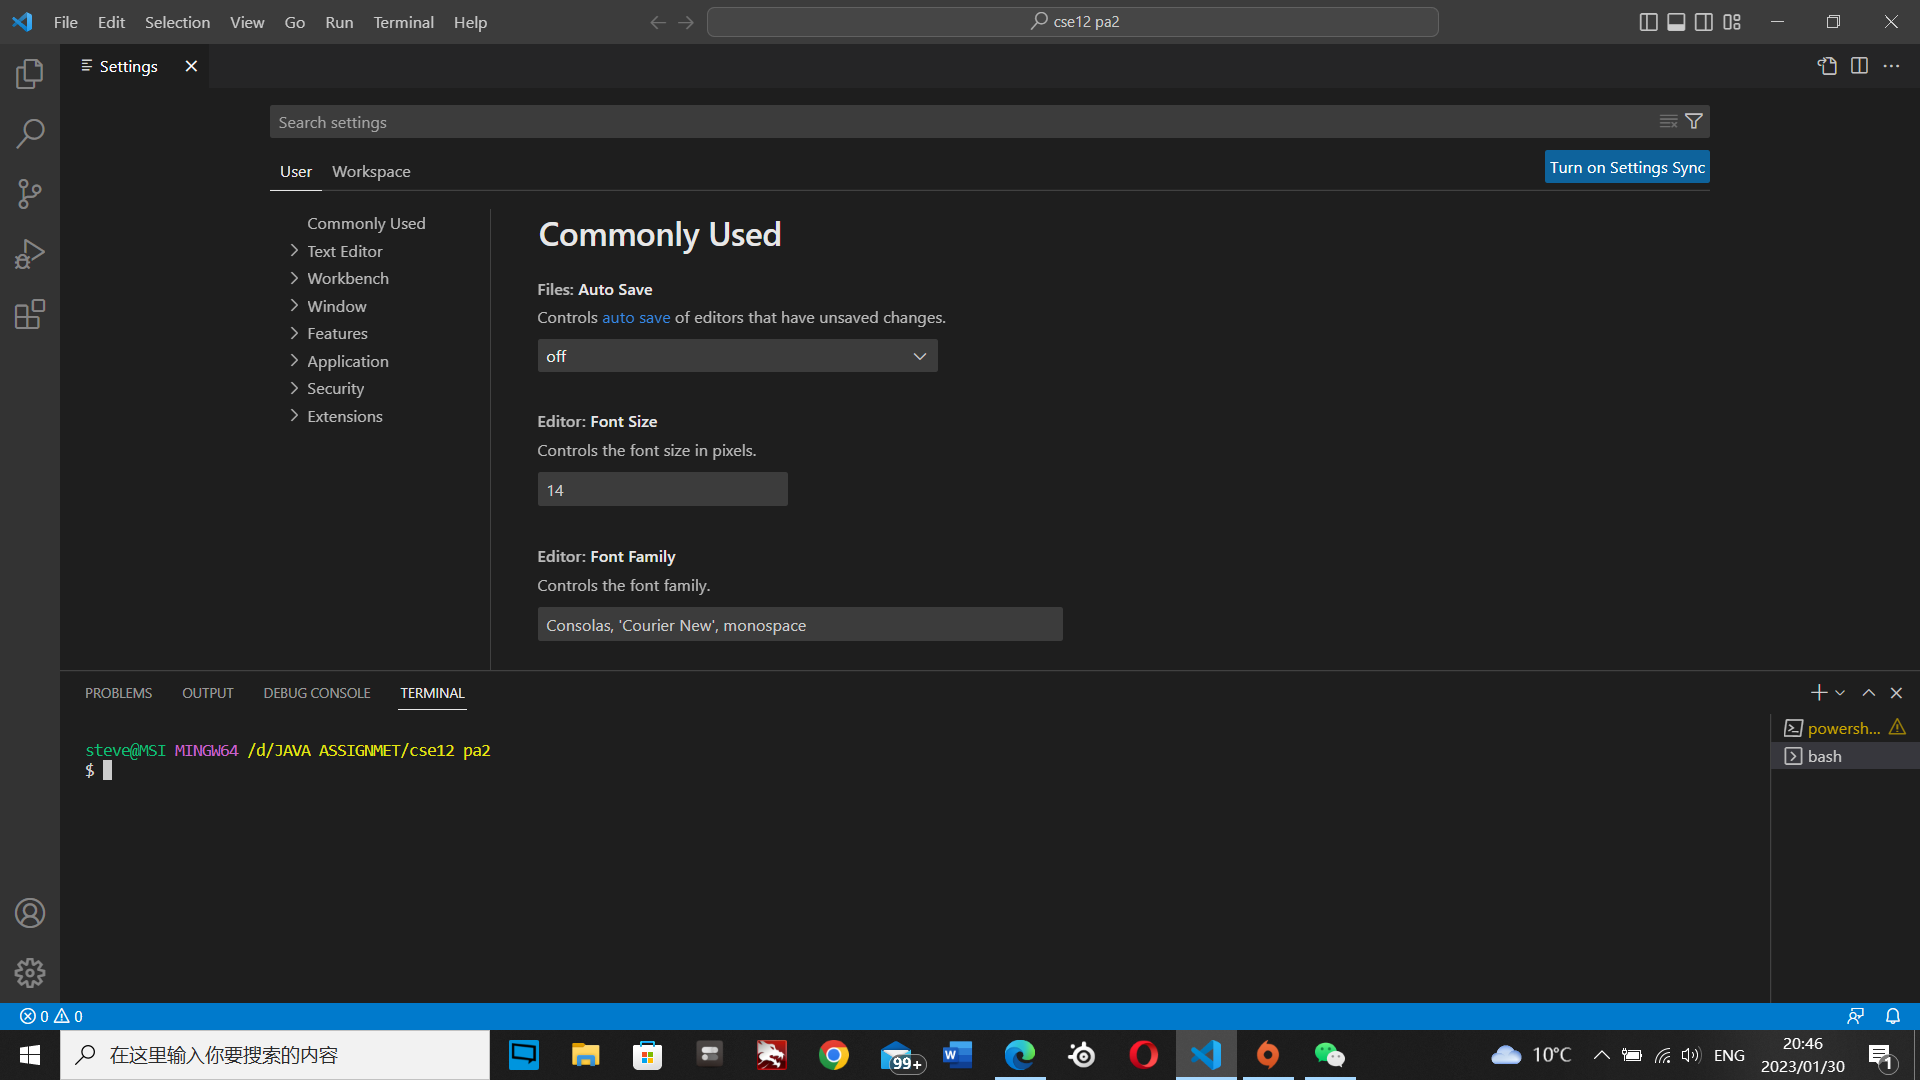 File Edit Selection View Go Run Terminal Help
cse12 pa2
Settings
Search settings
User Workspace
Turn on Settings Sync
Commonly Used
Text Editor
Workbench
Window
Features
Application
Security
Extensions
Commonly Used
Files: Auto Save
Controls auto save of editors that have unsaved changes.
off
Editor: Font Size
Controls the font size in pixels.
14
Editor: Font Family
Controls the font family.
Consolas, 'Courier New', monospace
PROBLEMS OUTPUT DEBUG CONSOLE TERMINAL
steve@MSI MINGW64 /d/JAVA ASSIGNMET/cse12 pa2
$
powersh...
bash
0 0
在这里输入你要搜索的内容
99+
W
10°C
ENG
20:46
2023/01/30
1